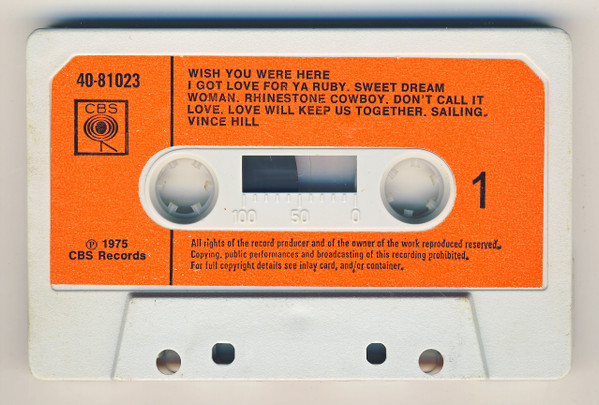 40-81023
CBS
WISH YOU WERE HERE
I GOT LOVE FOR YA RUBY. SWEET DREAM
WOMAN. RHINESTONE COWBOY. DON'T CALL IT
LOVE. LOVE WILL KEEP US TOGETHER. SAILING.
VINCE HILL
100 50 0
1
℗ 1975
CBS Records
All rights of the record producer and of the owner of the work reproduced reserved.
Copying, public performances and broadcasting of this recording prohibited.
For full copyright details see inlay card, and/or container.